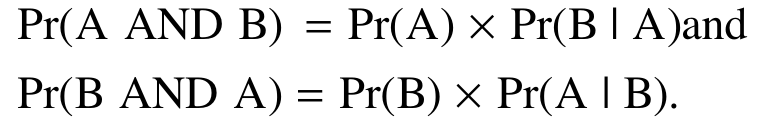 Pr(A AND B) = Pr(A) × Pr(B | A)and
Pr(B AND A) = Pr(B) × Pr(A | B).